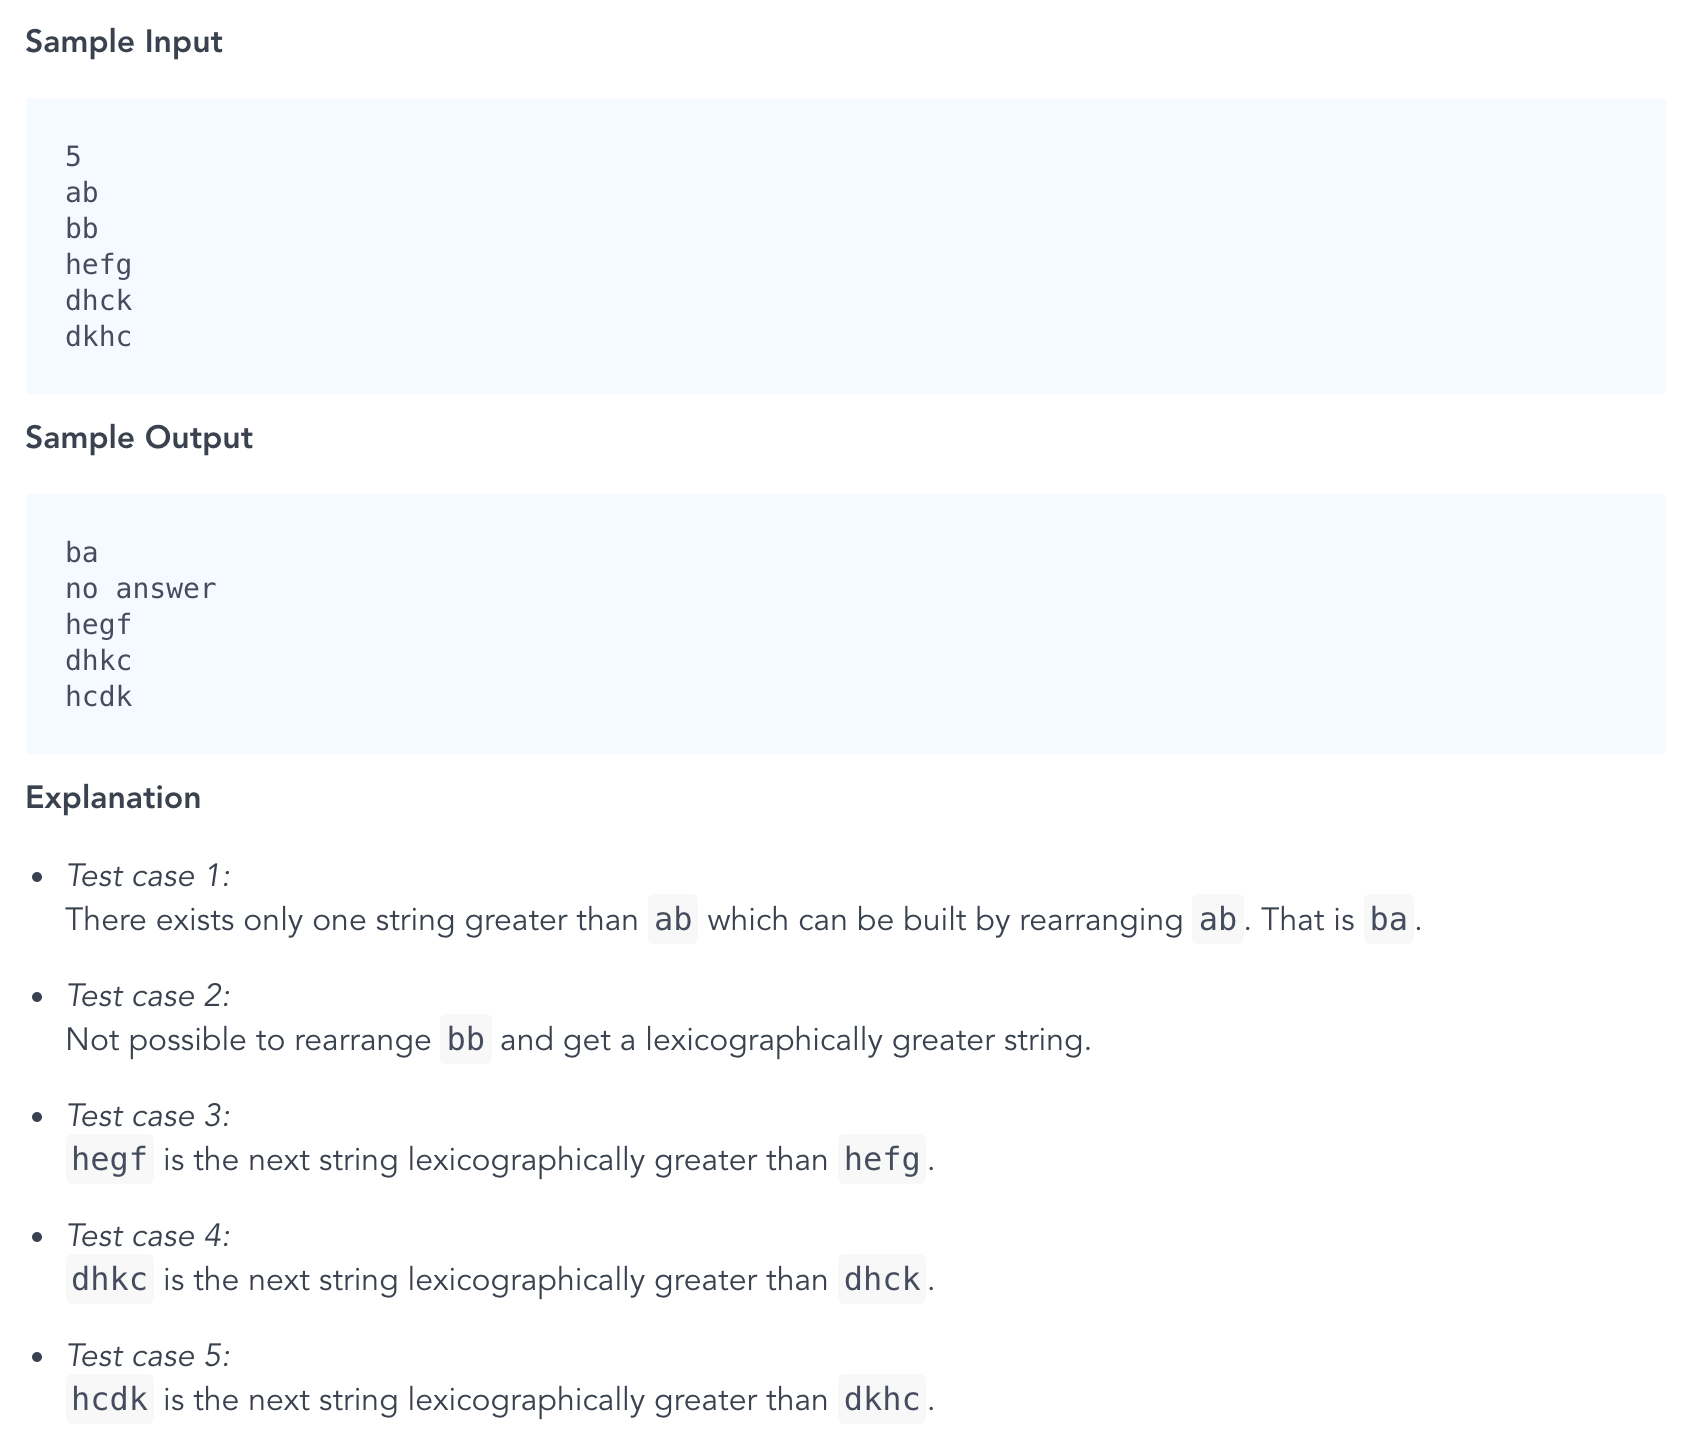 Sample Input
5
ab
bb
hefg
dhck
dkhc
Sample Output
ba
no answer
hegf
dhkc
hcdk
Explanation
• Test case 1:
There exists only one string greater than ab which can be built by rearranging ab. That is ba.
• Test case 2:
Not possible to rearrange bb and get a lexicographically greater string.
• Test case 3:
hegf is the next string lexicographically greater than hefg.
• Test case 4:
dhkc is the next string lexicographically greater than dhck.
• Test case 5:
hcdk is the next string lexicographically greater than dkhc.